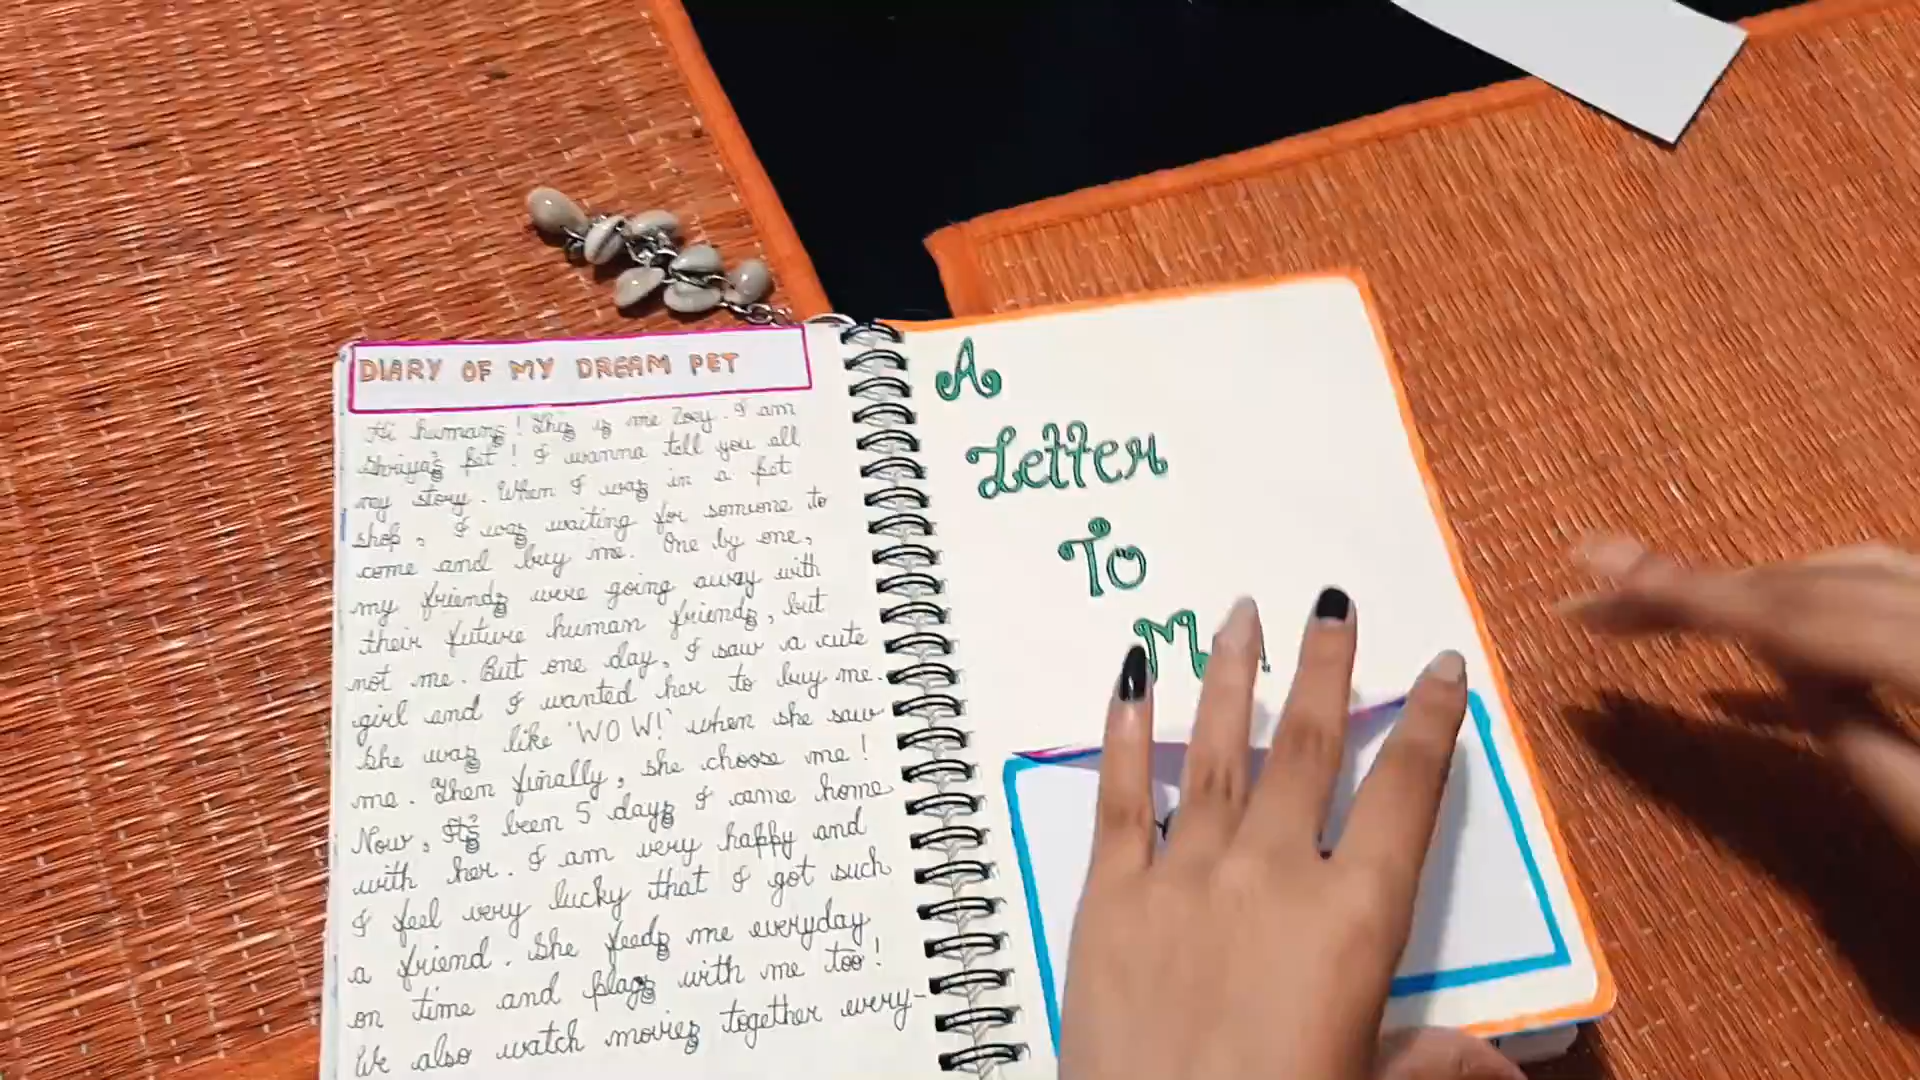 DIARY OF MY DREAM PET
Hi humans! This is me Zoey. I am
Shriya's pet! I wanna tell you all
my story. When I was in a pet
shop, I was waiting for someone to
come and buy me. One by one,
my friends were going away with
their future human friends, but
not me. But one day, I saw a cute
girl and I wanted her to buy me.
She was like 'WOW!' when she saw
me. Then finally, she choose me!
Now, it's been 5 days I came home
with her. I am very happy and
I feel very lucky that I got such
a friend. She feeds me everyday
on time and plays with me too!
We also watch movies together every-
A
Letter
To